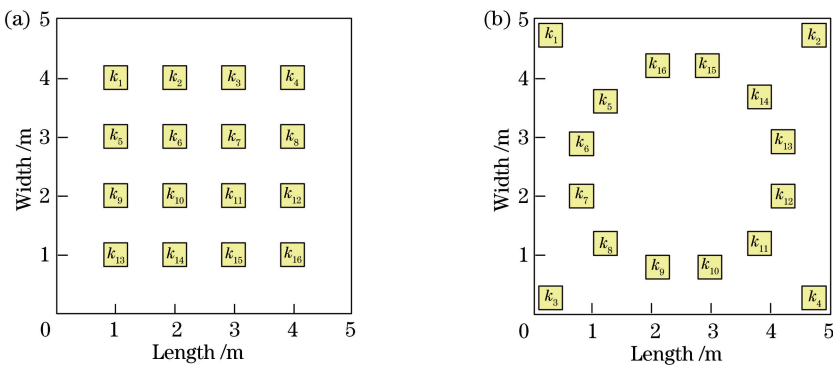 (a)
5
4
3
2
1
0
Width /m
k₁ k₂ k₃ k₄
k₅ k₆ k₇ k₈
k₉ k₁₀ k₁₁ k₁₂
k₁₃ k₁₄ k₁₅ k₁₆
1 2 3 4 5
Length /m
(b)
5
4
3
2
1
0
Width /m
k₁ k₂
k₁₆ k₁₅
k₅ k₁₄
k₆ k₁₃
k₇ k₁₂
k₈ k₁₁
k₉ k₁₀
k₃ k₄
1 2 3 4 5
Length /m